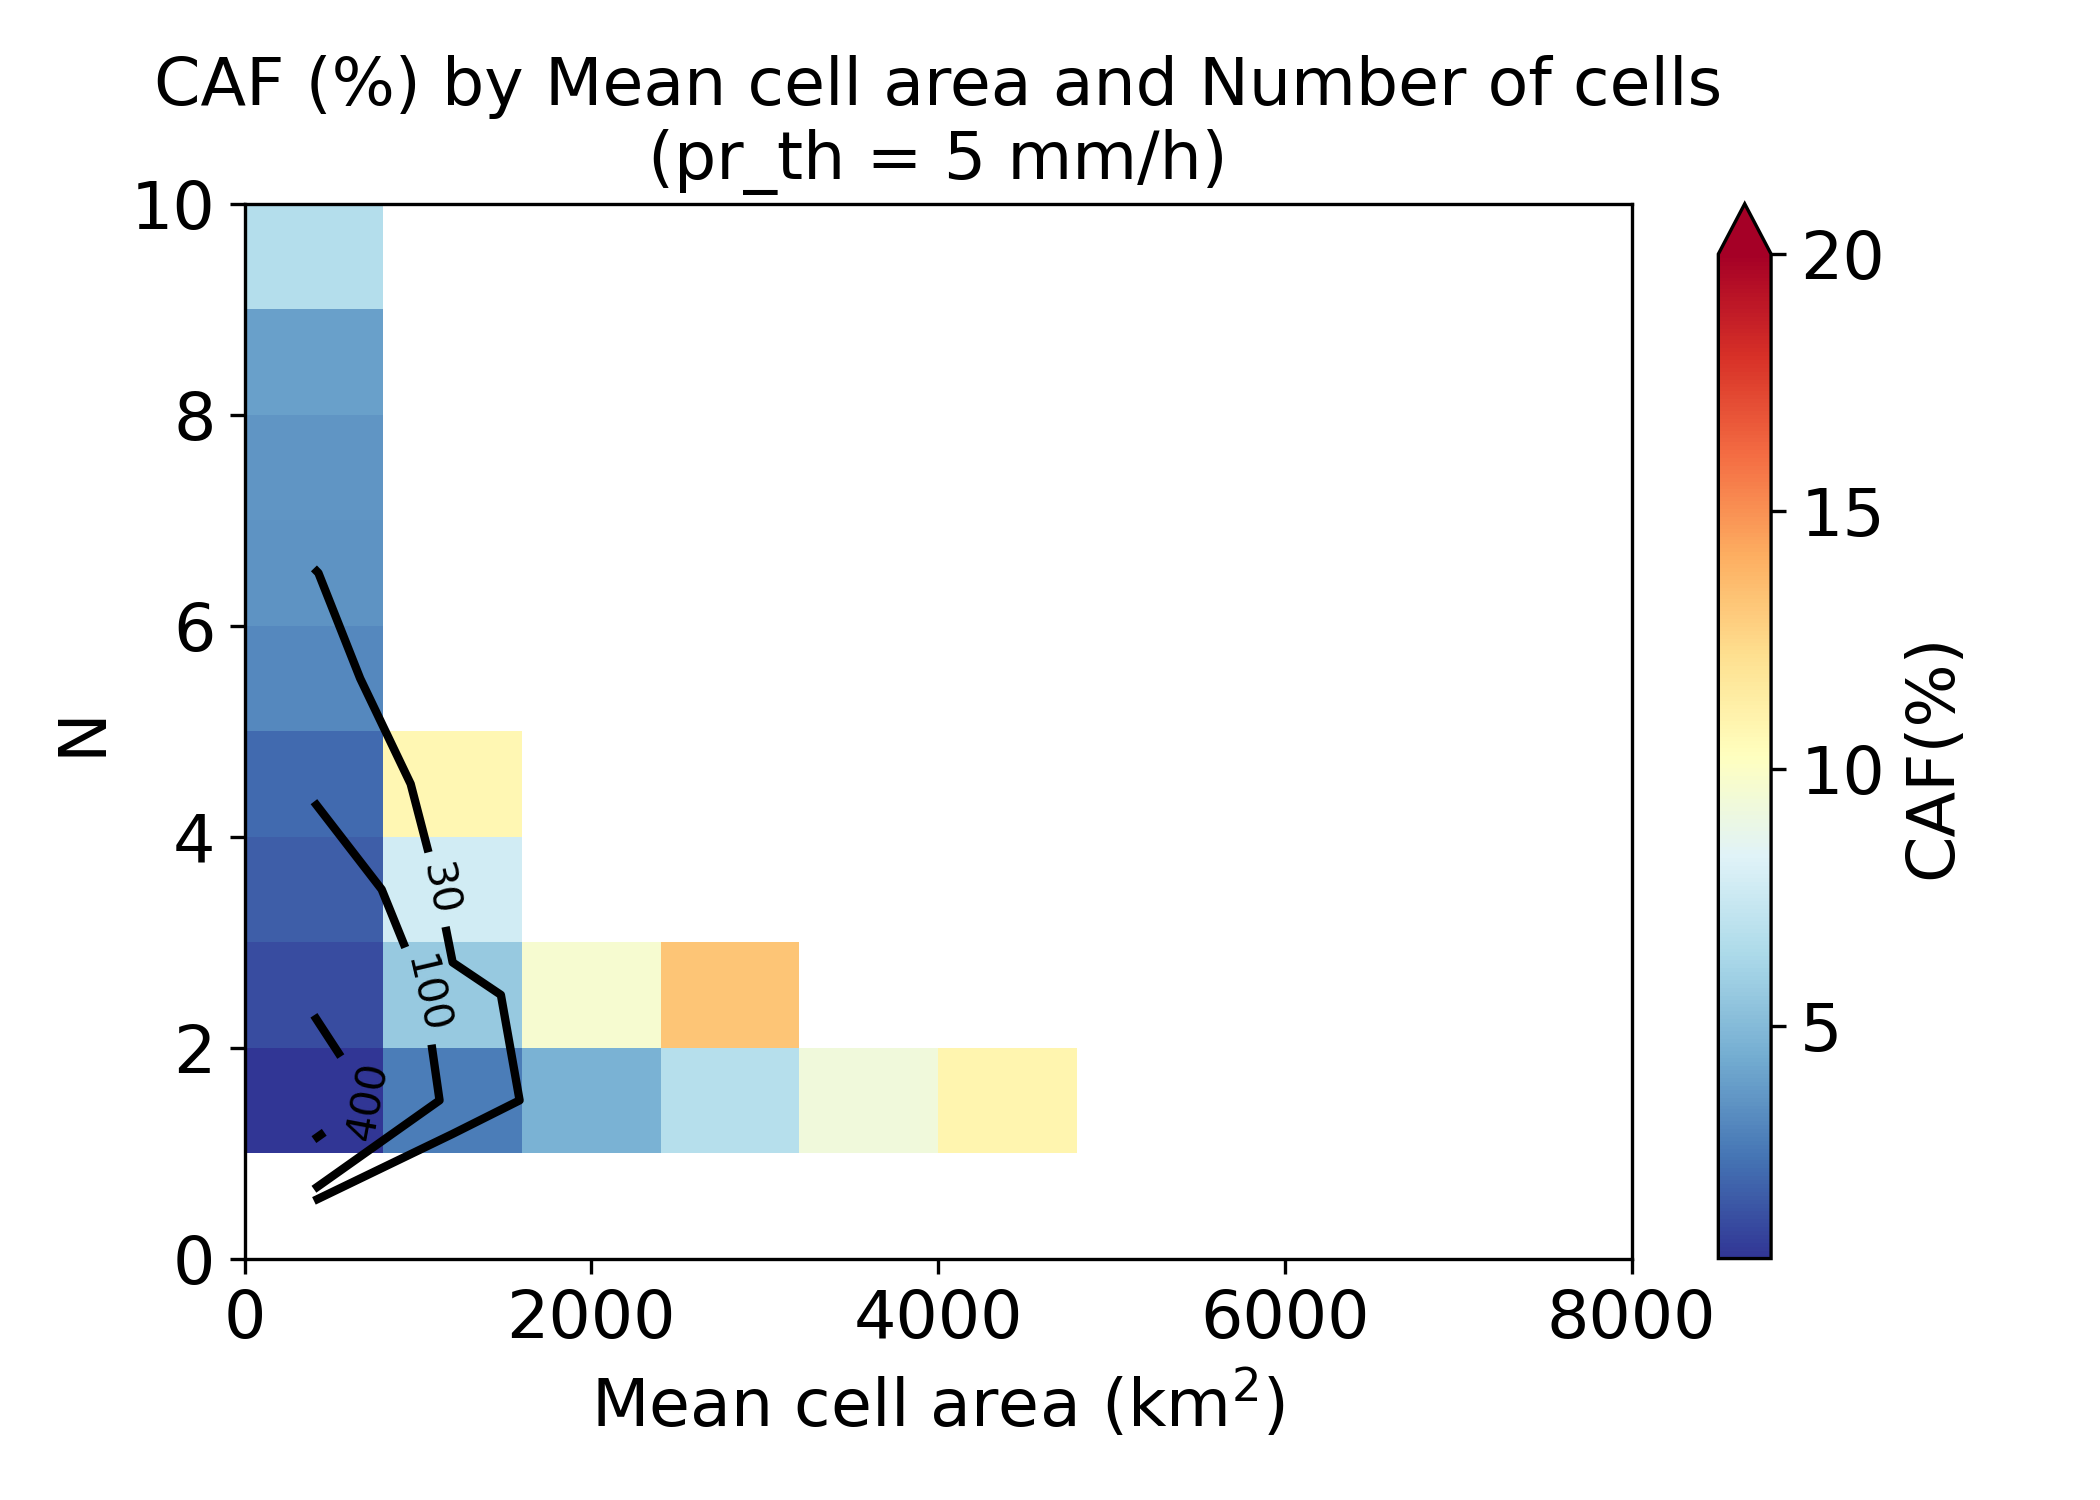 CAF (%) by Mean cell area and Number of cells
(pr_th = 5 mm/h)
10
8
6
4
2
0
N
30
100
400
0 2000 4000 6000 8000
Mean cell area (km²)
20
15
10
5
CAF(%)